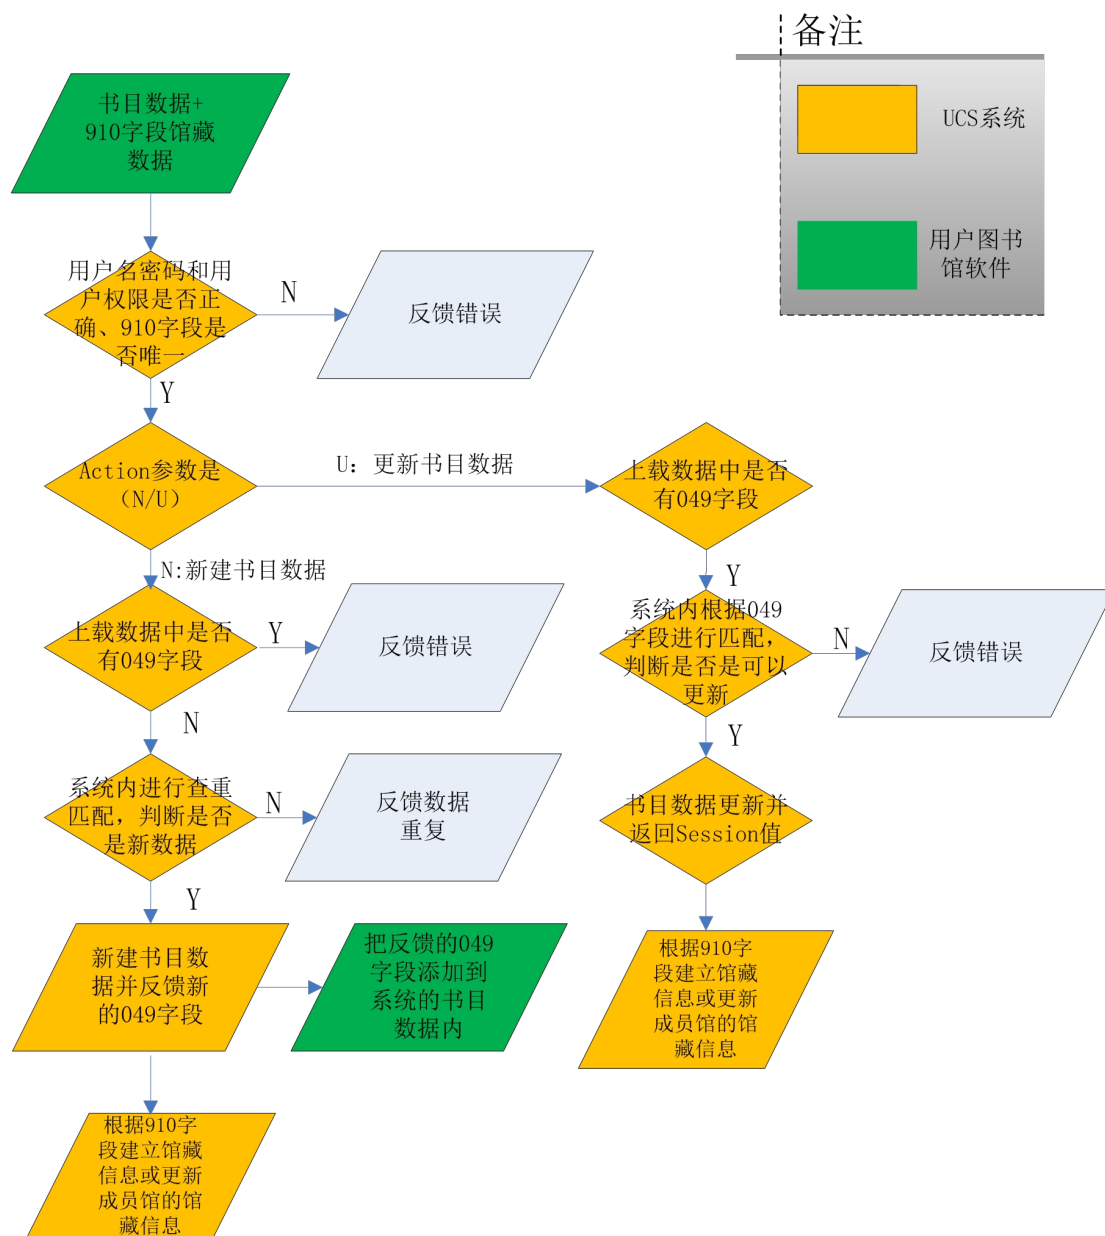 备注
UCS系统
用户图书
馆软件
书目数据+
910字段馆藏
数据
用户名密码和用
户权限是否正
确、910字段是
否唯一
N
反馈错误
Y
Action参数是
（N/U）
U：更新书目数据
上载数据中是否
有049字段
N:新建书目数据
Y
上载数据中是否
有049字段
Y
反馈错误
系统内根据049
字段进行匹配，
判断是否是可以
更新
N
反馈错误
N
Y
系统内进行查重
匹配，判断是否
是新数据
N
反馈数据
重复
书目数据更新并
返回Session值
Y
新建书目数
据并反馈新
的049字段
把反馈的049
字段添加到
系统的书目
数据内
根据910字
段建立馆藏
信息或更新
成员馆的馆
藏信息
根据910字
段建立馆藏
信息或更新
成员馆的馆
藏信息